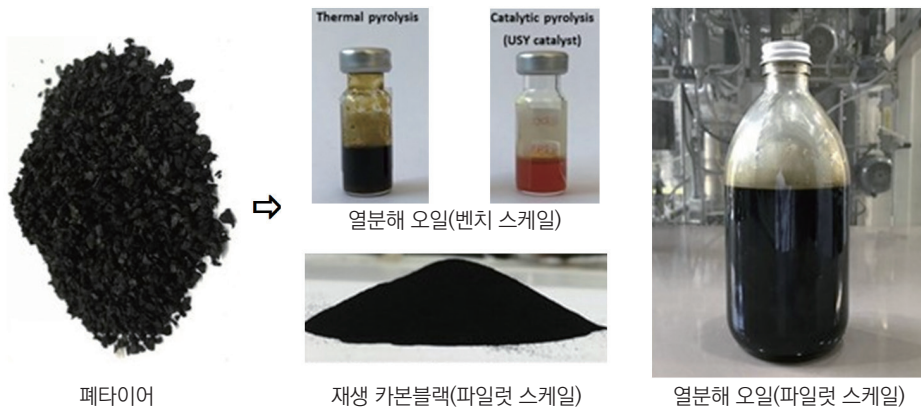 Thermal pyrolysis
Catalytic pyrolysis
(USY catalyst)
열분해 오일(벤치 스케일)
폐타이어
재생 카본블랙(파일럿 스케일)
열분해 오일(파일럿 스케일)